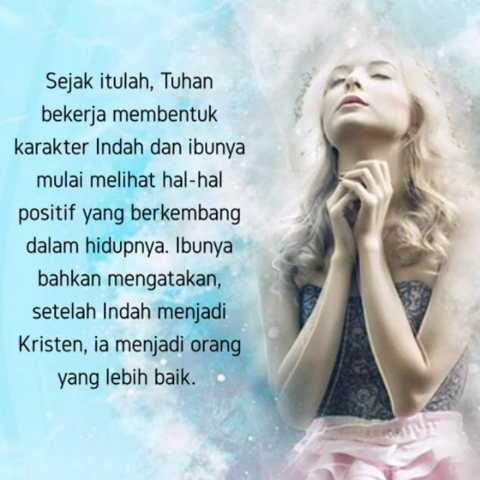 Sejak itulah, Tuhan
bekerja membentuk
karakter Indah dan ibunya
mulai melihat hal-hal
positif yang berkembang
dalam hidupnya. Ibunya
bahkan mengatakan,
setelah Indah menjadi
Kristen, ia menjadi orang
yang lebih baik.